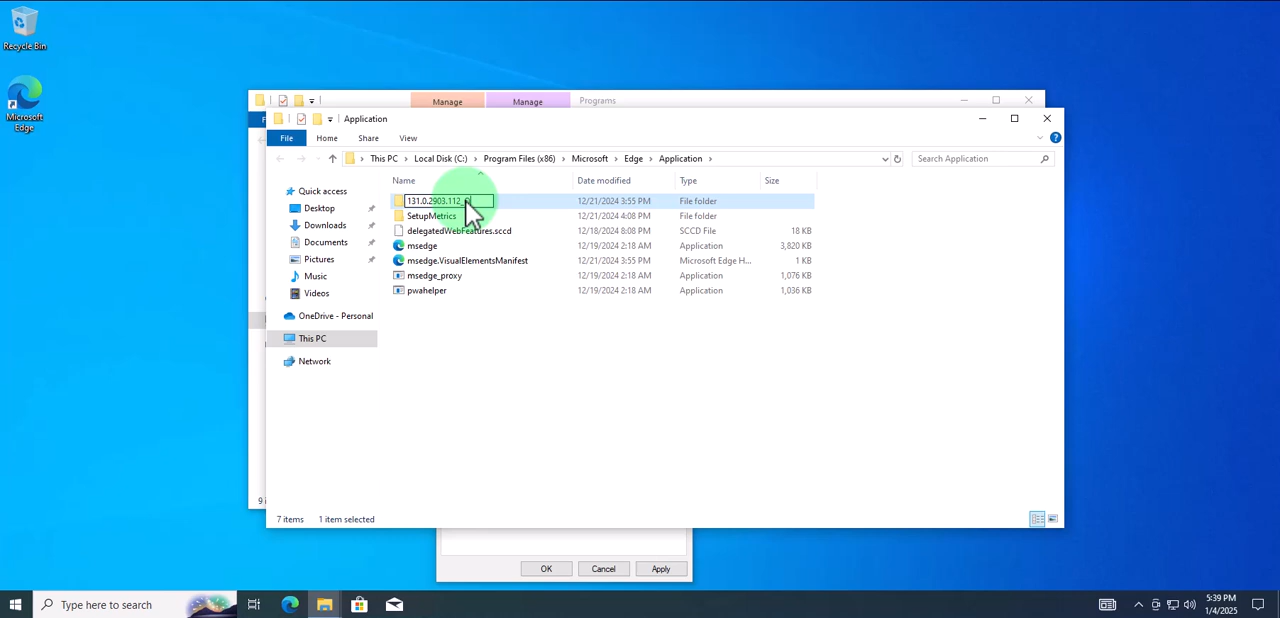 Recycle Bin
Microsoft
Edge
Manage
Manage
Programs
Application
File
Home
Share
View
This PC
Local Disk (C:)
Program Files (x86)
Microsoft
Edge
Application
Search Application
Name
Date modified
Type
Size
Quick access
Desktop
Downloads
Documents
Pictures
Music
Videos
OneDrive - Personal
This PC
Network
131.0.2903.112_
12/21/2024 3:55 PM
File folder
SetupMetrics
12/21/2024 4:08 PM
File folder
delegatedWebFeatures.sccd
12/18/2024 8:08 PM
SCCD File
18 KB
msedge
12/19/2024 2:18 AM
Application
3,820 KB
msedge.VisualElementsManifest
12/21/2024 3:55 PM
Microsoft Edge H...
1 KB
msedge_proxy
12/19/2024 2:18 AM
Application
1,076 KB
pwahelper
12/19/2024 2:18 AM
Application
1,036 KB
7 items
1 item selected
OK
Cancel
Apply
Type here to search
5:39 PM
1/4/2025